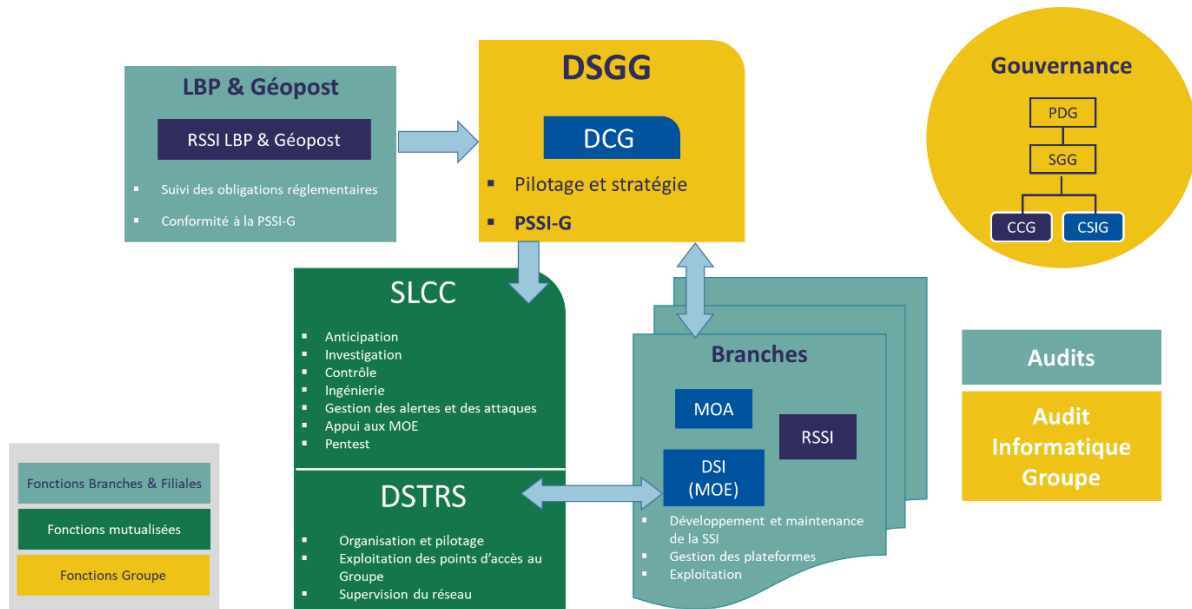 LBP & Géopost
RSSI LBP & Géopost
▪ Suivi des obligations réglementaires
▪ Conformité à la PSSI-G
DSGG
DCG
▪ Pilotage et stratégie
▪ PSSI-G
Gouvernance
PDG
SGG
CCG
CSIG
SLCC
▪ Anticipation
▪ Investigation
▪ Contrôle
▪ Ingénierie
▪ Gestion des alertes et des attaques
▪ Appui aux MOE
▪ Pentest
DSTRS
▪ Organisation et pilotage
▪ Exploitation des points d'accès au
Groupe
▪ Supervision du réseau
Branches
MOA
RSSI
DSI
(MOE)
▪ Développement et maintenance
de la SSI
▪ Gestion des plateformes
▪ Exploitation
Audits
Audit
Informatique
Groupe
Fonctions Branches & Filiales
Fonctions mutualisées
Fonctions Groupe